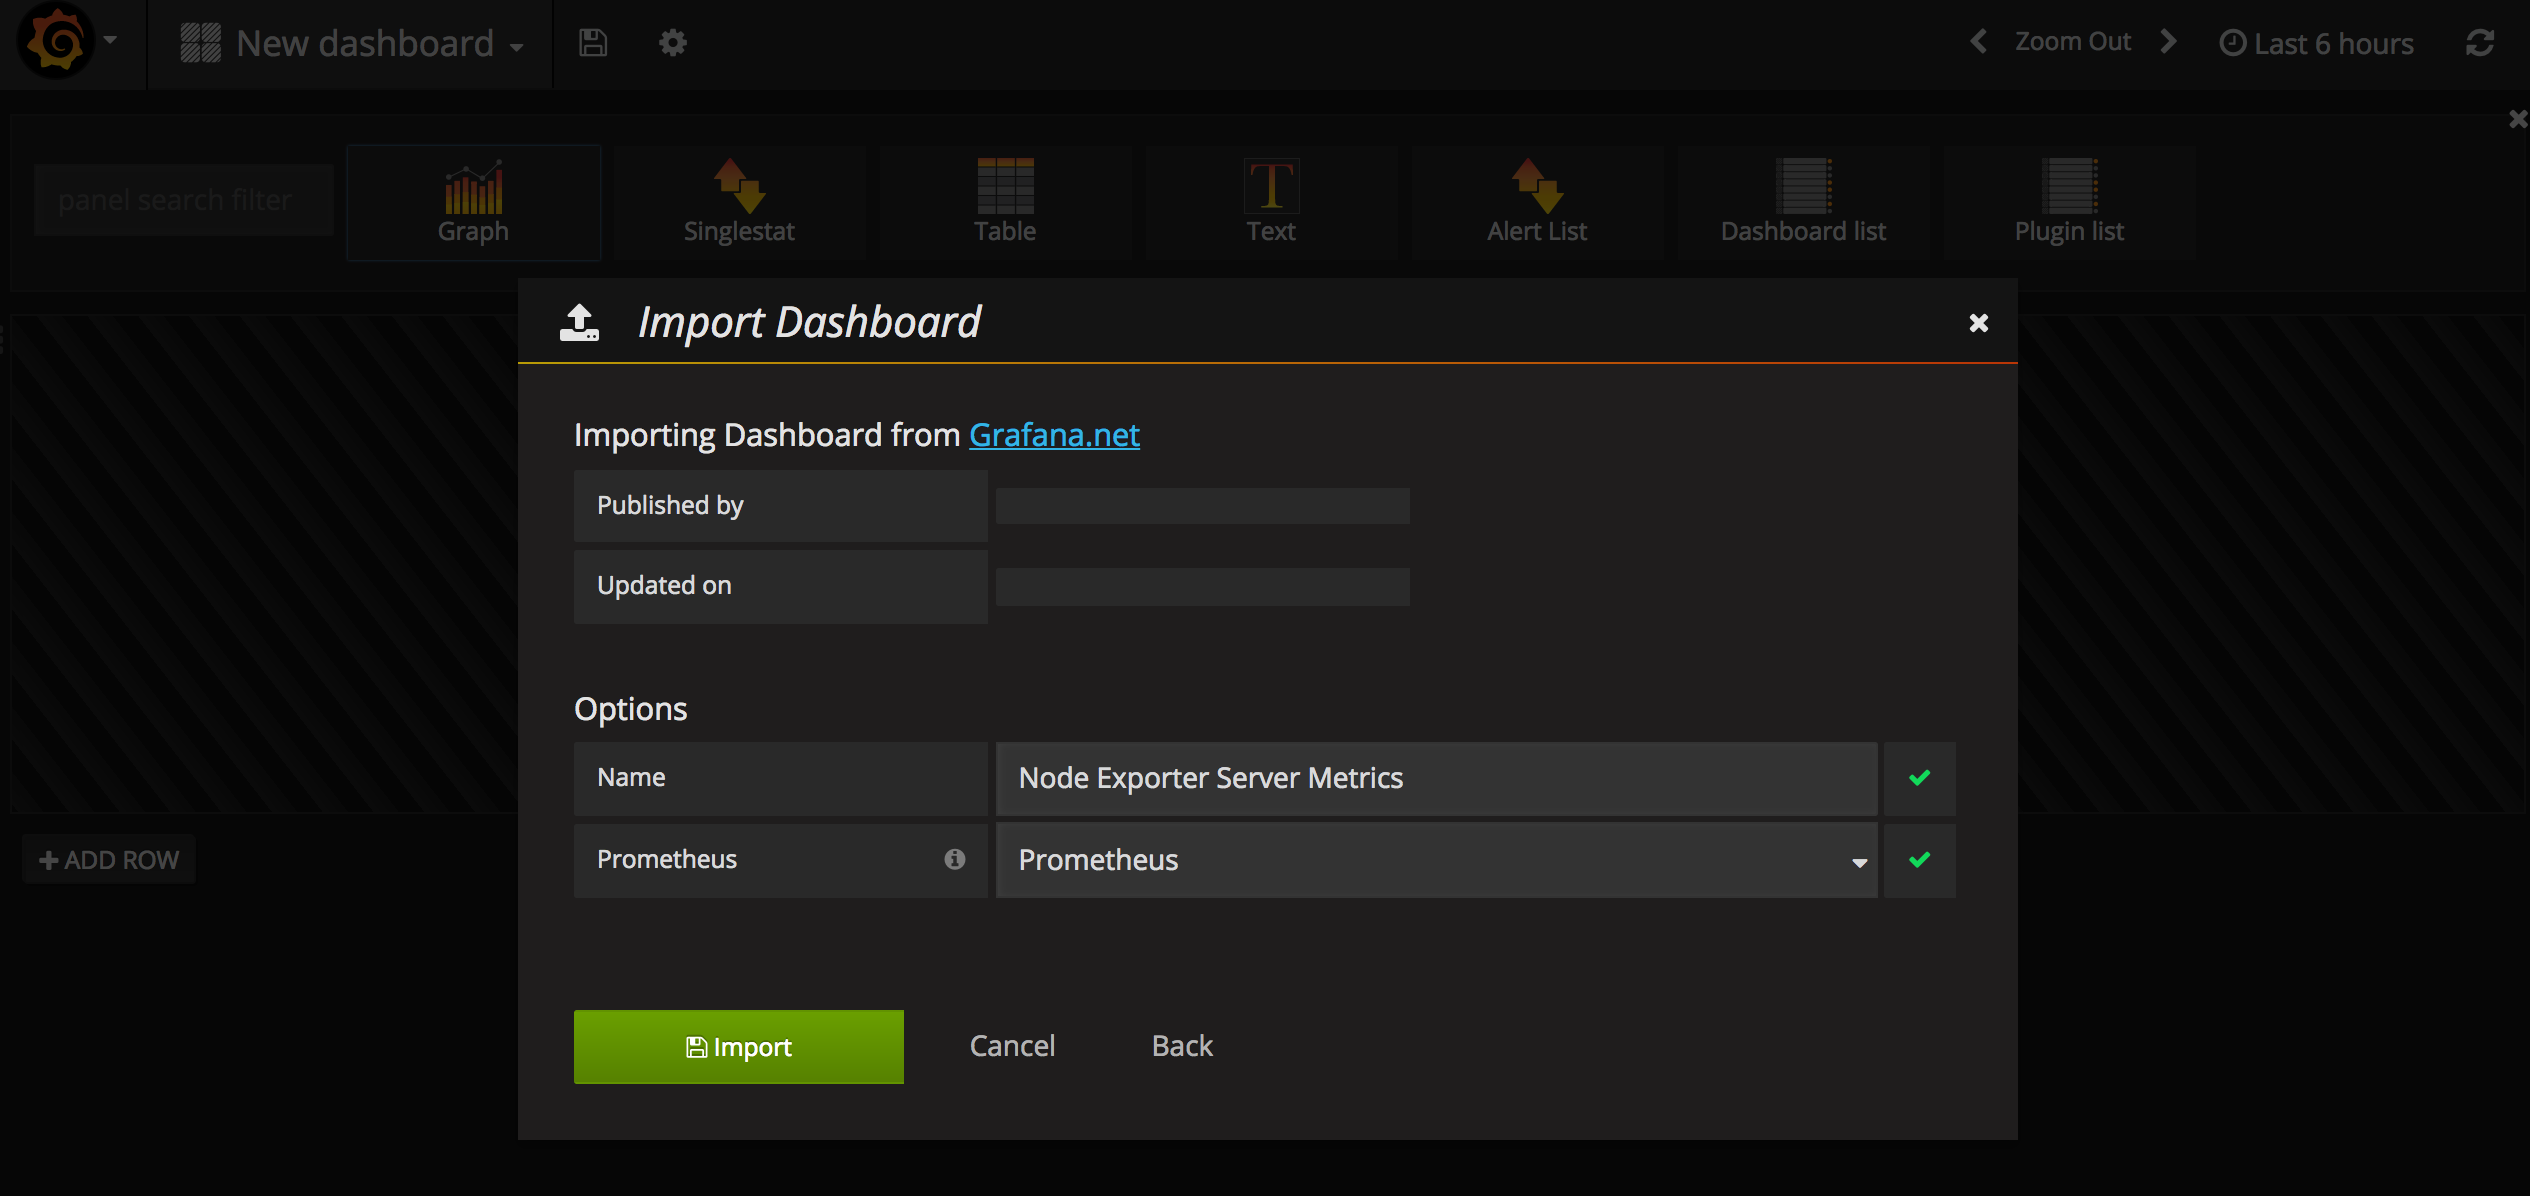 New dashboard
Zoom Out
Last 6 hours
panel search filter
Graph
Singlestat
Table
Text
Alert List
Dashboard list
Plugin list
Import Dashboard
Importing Dashboard from Grafana.net
Published by
Updated on
Options
Name
Node Exporter Server Metrics
Prometheus
Prometheus
ADD ROW
Import
Cancel
Back